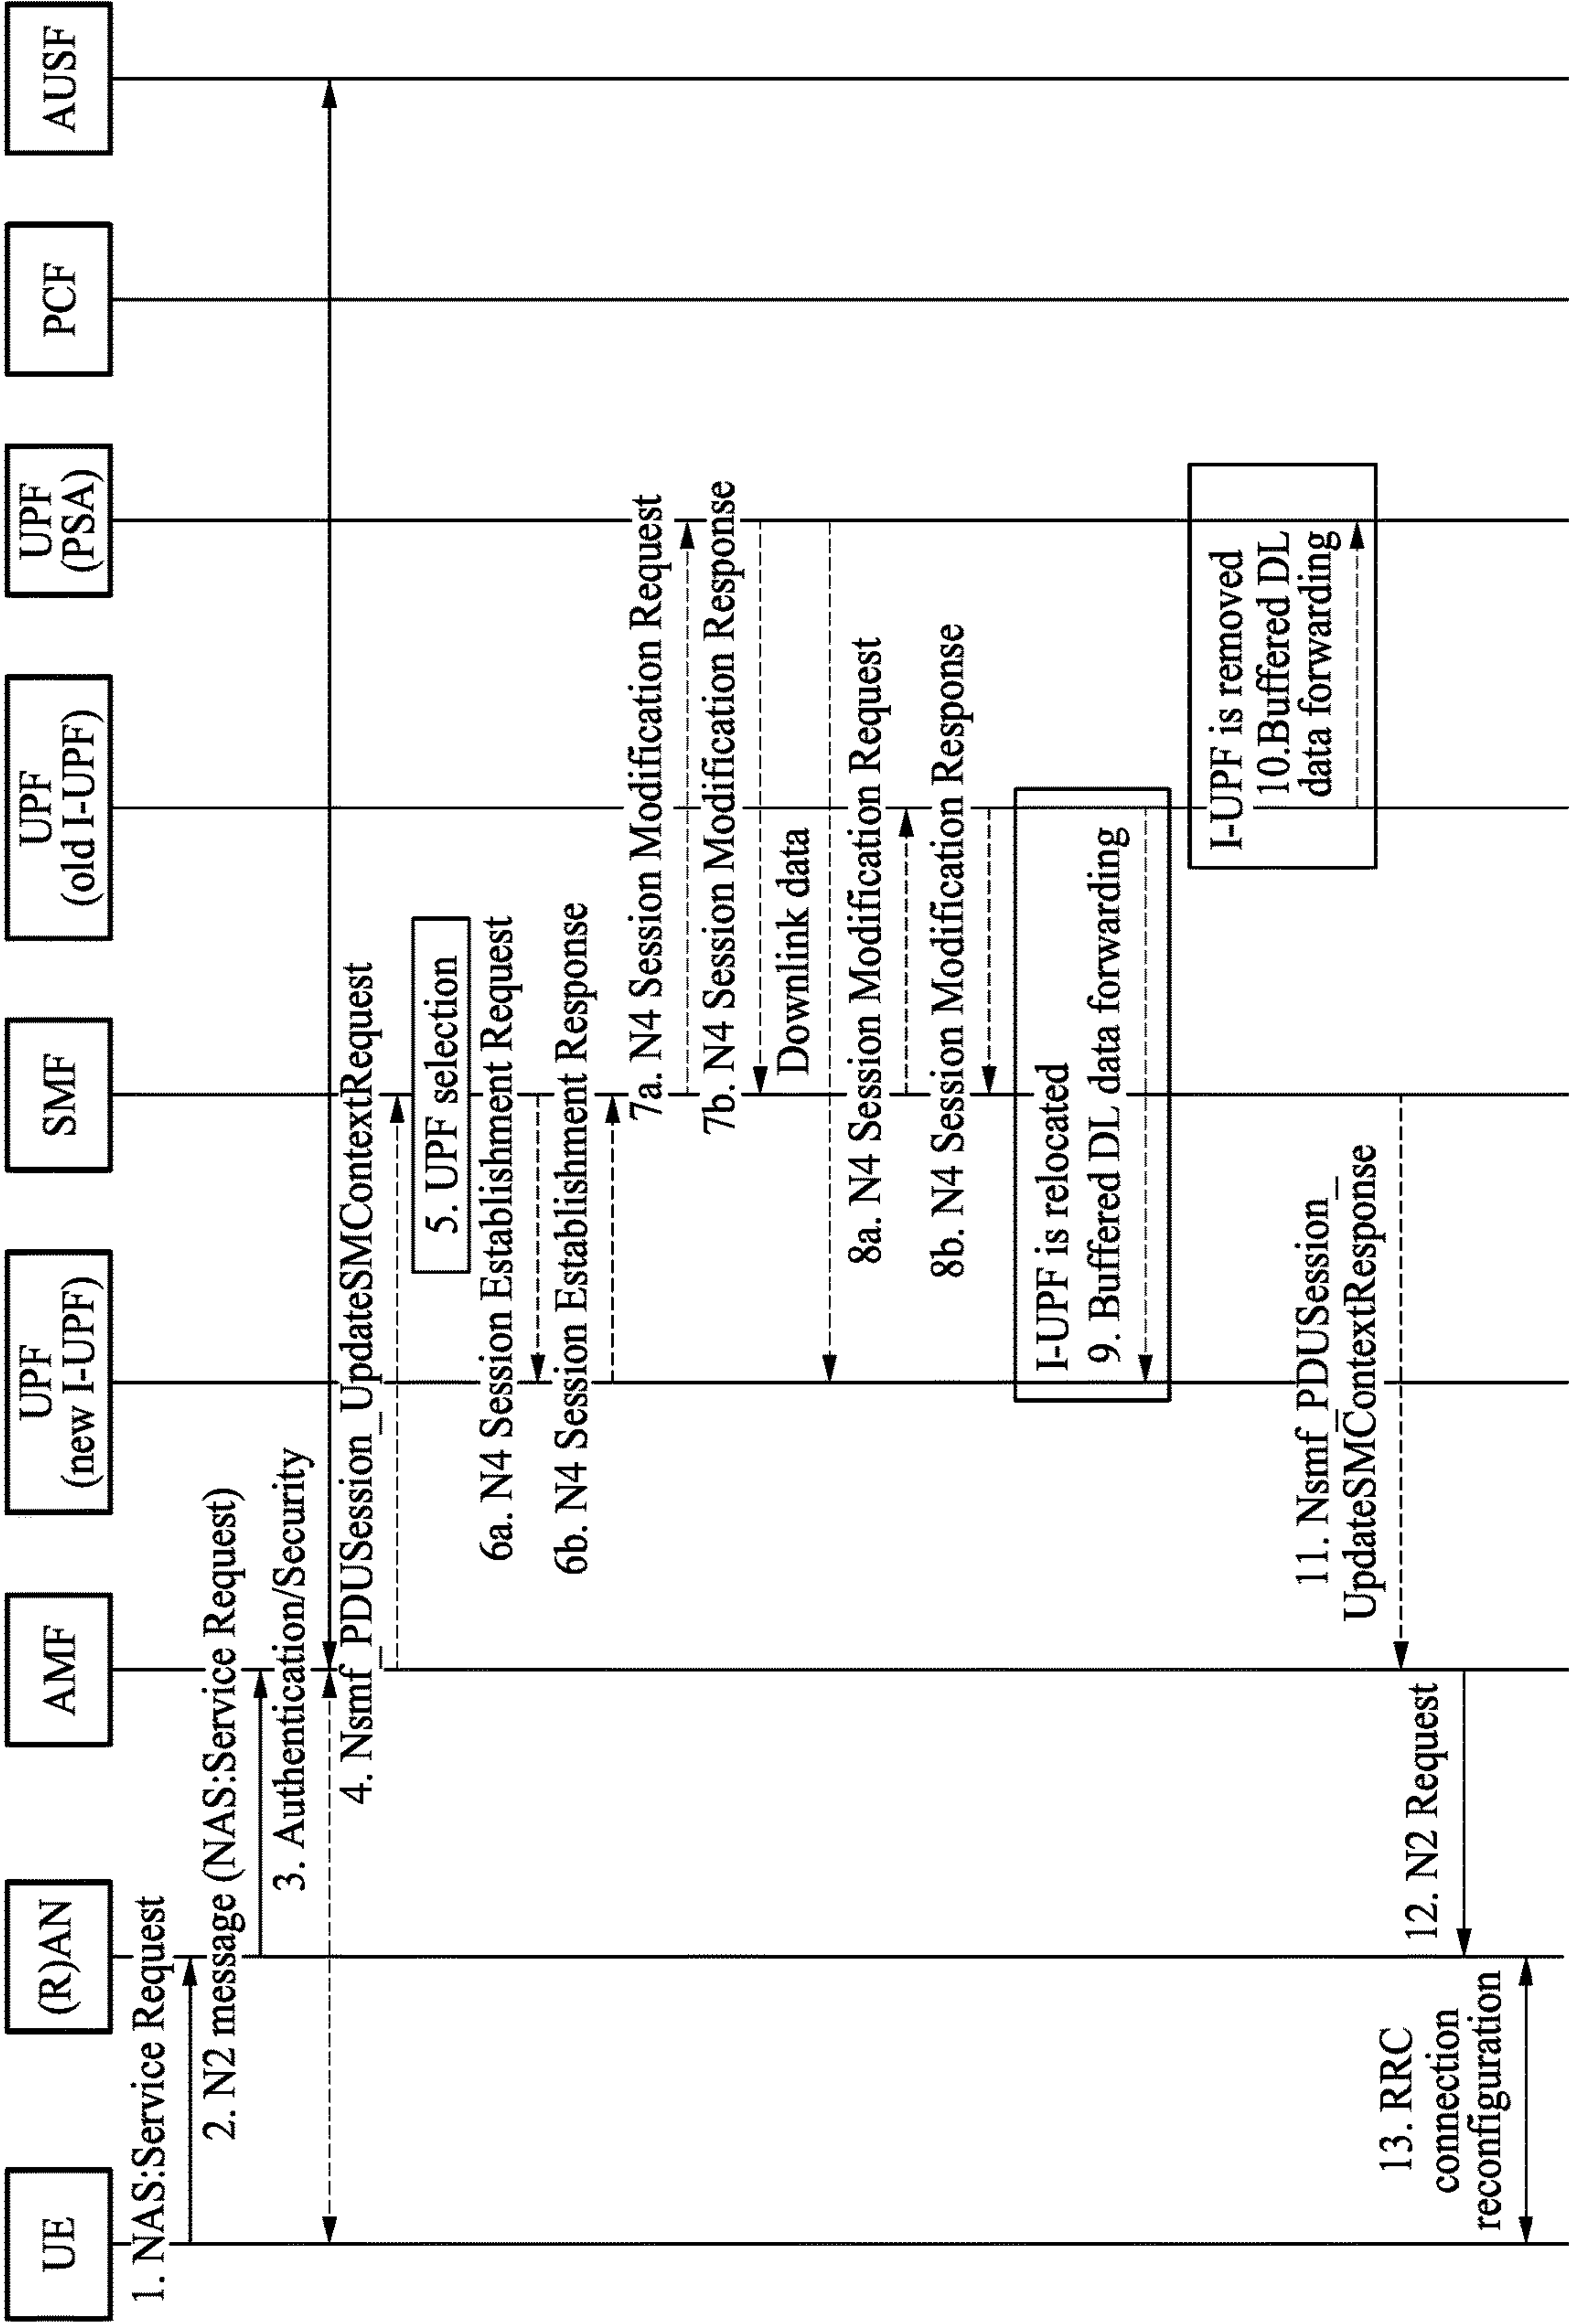 UE
(R)AN
AMF
UPF
(new I-UPF)
SMF
UPF
(old I-UPF)
UPF
(PSA)
PCF
AUSF
1. NAS:Service Request
2. N2 message (NAS:Service Request)
3. Authentication/Security
4. Nsmf_PDUSession_UpdateSMContextRequest
5. UPF selection
6a. N4 Session Establishment Request
6b. N4 Session Establishment Response
7a. N4 Session Modification Request
7b. N4 Session Modification Response
Downlink data
8a. N4 Session Modification Request
8b. N4 Session Modification Response
I-UPF is relocated
9. Buffered DL data forwarding
I-UPF is removed
10.Buffered DL
data forwarding
11. Nsmf_PDUSession_
UpdateSMContextResponse
12. N2 Request
13. RRC
connection
reconfiguration